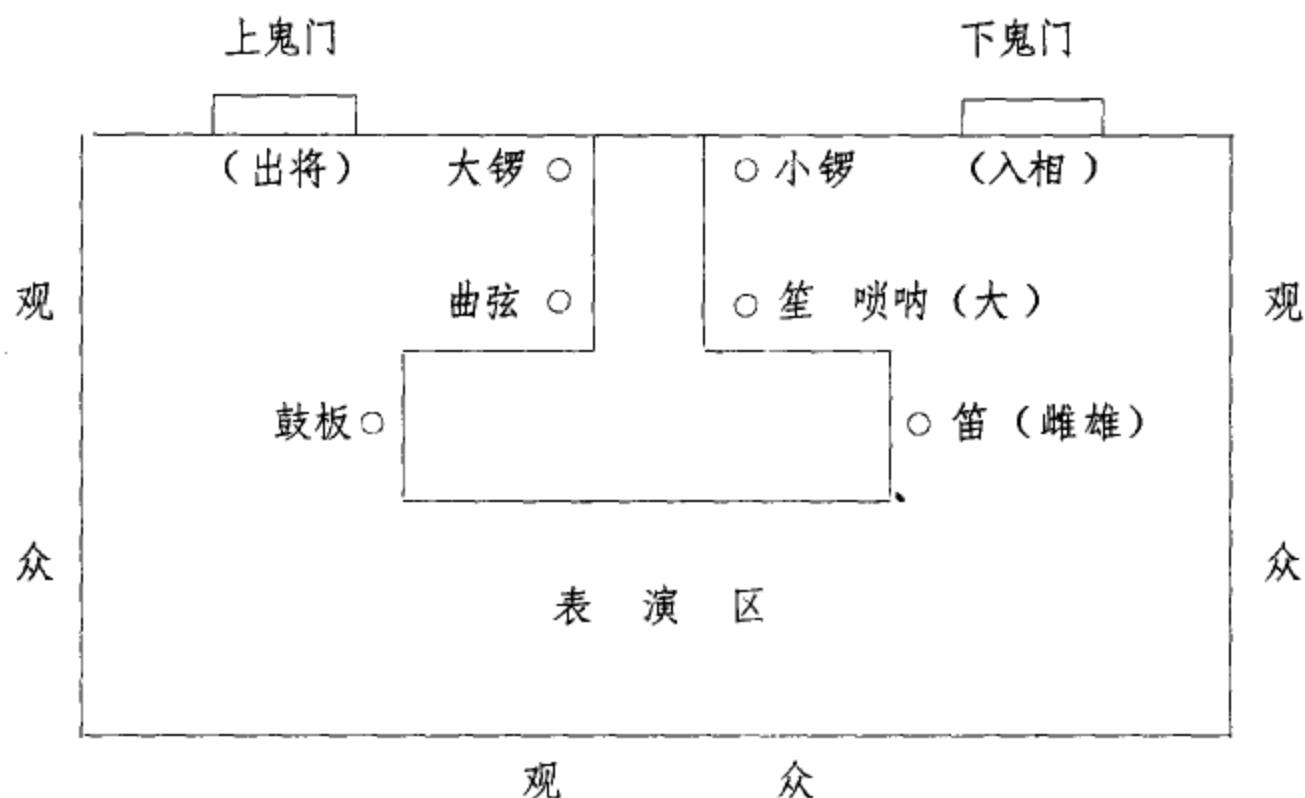 上鬼门 下鬼门
（出将） 大锣 ○ ○ 小锣 （入相）
观 曲弦 ○ ○ 笙 唢呐（大） 观
鼓板 ○ ○ 笛（雌雄）
众 众
表 演 区
观 众